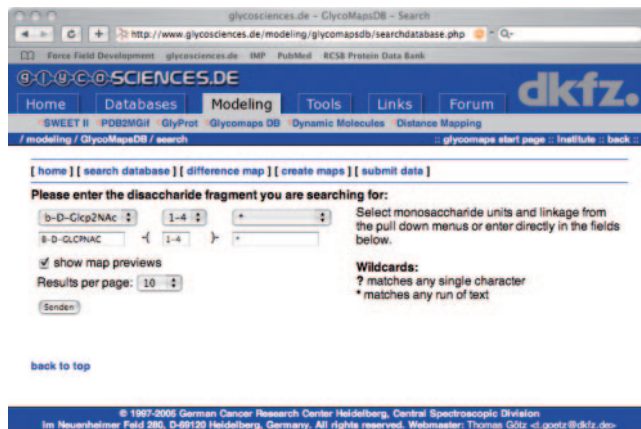 glycosciences.de – GlycoMapsDB – Search
http://www.glycosciences.de/modeling/glycomapsdb/searchdatabase.php
Q-
Force Field Development glycosciences.de IMP PubMed RCSB Protein Data Bank
GLYCO SCIENCES.DE
dkfz.
Home Databases Modeling Tools Links Forum
SWEET II PDB2MGif GlyProt Glycomaps DB Dynamic Molecules Distance Mapping
/ modeling / GlycoMapsDB / search :: glycomaps start page :: Institute :: back ::
[ home ] [ search database ] [ difference map ] [ create maps ] [ submit data ]
Please enter the disaccharide fragment you are searching for:
b-D-Glcp2NAc 1-4 *
B-D-GLCPNAC -( 1-4 )- *
Select monosaccharide units and linkage from
the pull down menus or enter directly in the fields
below.
show map previews
Results per page: 10
Senden
Wildcards:
? matches any single character
* matches any run of text
back to top
© 1997-2006 German Cancer Research Center Heidelberg, Central Spectroscopic Division
Im Neuenheimer Feld 280, D-69120 Heidelberg, Germany. All rights reserved. Webmaster: Thomas Götz <t.goetz@dkfz.de>